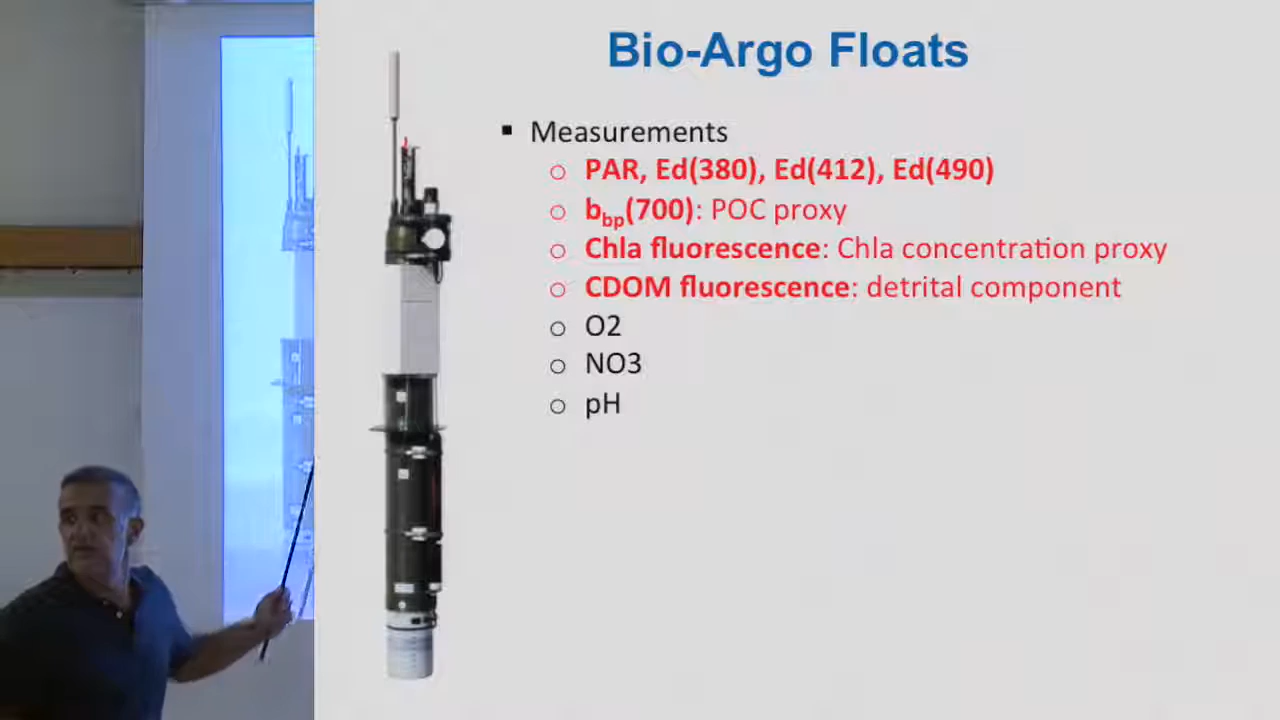 Bio-Argo Floats
▪ Measurements
o PAR, Ed(380), Ed(412), Ed(490)
o bbp(700): POC proxy
o Chla fluorescence: Chla concentration proxy
o CDOM fluorescence: detrital component
o O2
o NO3
o pH